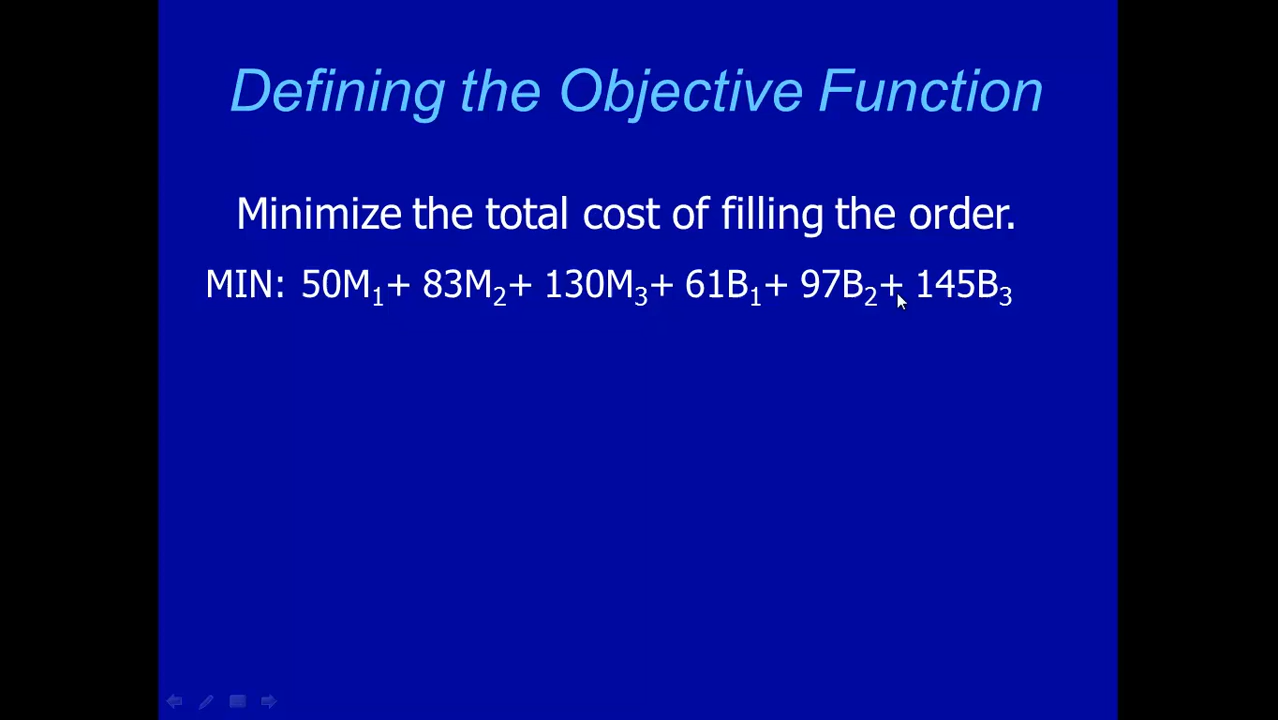 Defining the Objective Function
Minimize the total cost of filling the order.
MIN: 50M₁+ 83M₂+ 130M₃+ 61B₁+ 97B₂+ 145B₃